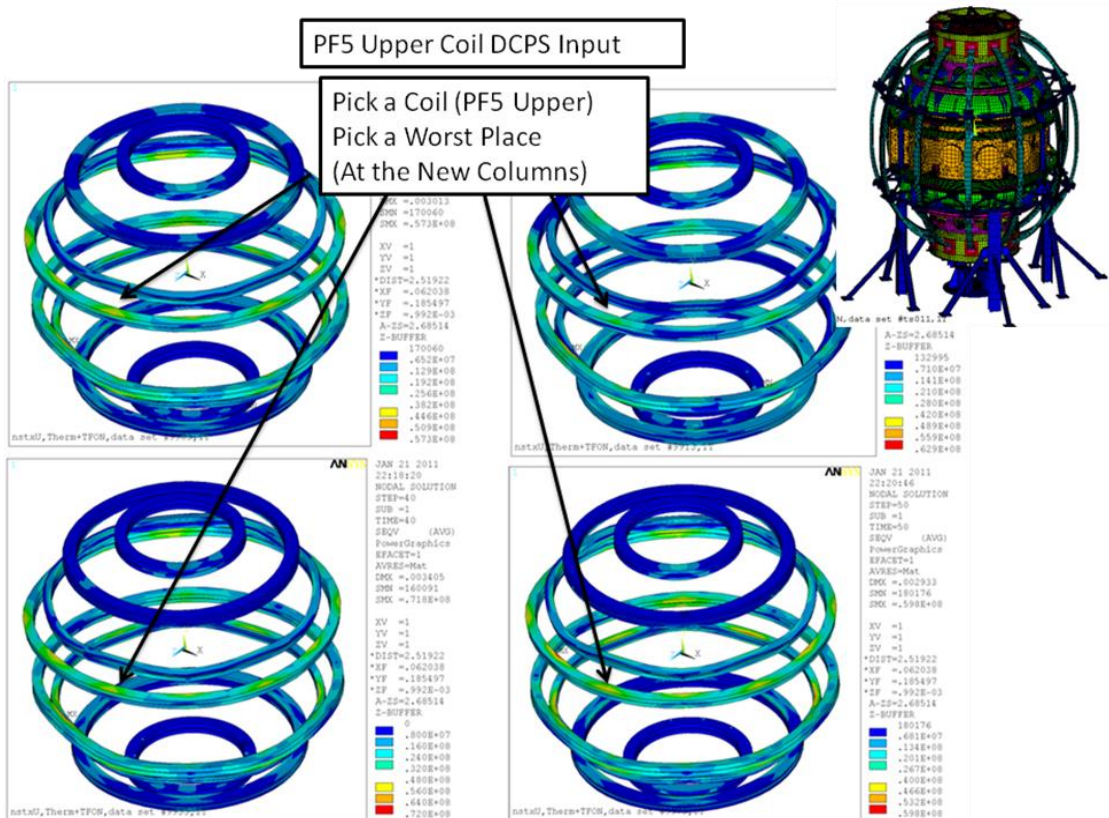 PF5 Upper Coil DCPS Input
Pick a Coil (PF5 Upper)
Pick a Worst Place
(At the New Columns)
1
DMX =.003013
SMN =170060
SMX =.573E+08
XV =1
YV =1
ZV =1
*DIST=2.51922
*XF =.062038
*YF =.185497
*ZF =.992E-03
A-ZS=2.68514
Z-BUFFER
170060
.652E+07
.129E+08
.192E+08
.256E+08
.382E+08
.446E+08
.509E+08
.573E+08
X
nstxU,Therm+TFON,data set
X
nstxU,Therm+TFON,data set #9913,11
N,data set #ts011,11
A-ZS=2.68514
Z-BUFFER
132995
.710E+07
.141E+08
.210E+08
.280E+08
.420E+08
.489E+08
.559E+08
.629E+08
1
JAN 21 2011
22:18:20
NODAL SOLUTION
STEP=40
SUB =1
TIME=40
SEQV (AVG)
PowerGraphics
EFACET=1
AVRES=Mat
DMX =.003405
SMN =160091
SMX =.718E+08
XV =1
YV =1
ZV =1
*DIST=2.51922
*XF =.062038
*YF =.185497
*ZF =.992E-03
A-ZS=2.68514
Z-BUFFER
0
.800E+07
.160E+08
.240E+08
.320E+08
.480E+08
.560E+08
.640E+08
.720E+08
X
nstxU,Therm+TFON,data set
1
JAN 21 2011
22:20:46
NODAL SOLUTION
STEP=50
SUB =1
TIME=50
SEQV (AVG)
PowerGraphics
EFACET=1
AVRES=Mat
DMX =.002933
SMN =180176
SMX =.598E+08
XV =1
YV =1
ZV =1
*DIST=2.51922
*XF =.062038
*YF =.185497
*ZF =.992E-03
A-ZS=2.68514
Z-BUFFER
180176
.681E+07
.134E+08
.201E+08
.267E+08
.400E+08
.466E+08
.532E+08
.598E+08
X
nstxU,Therm+TFON,data set